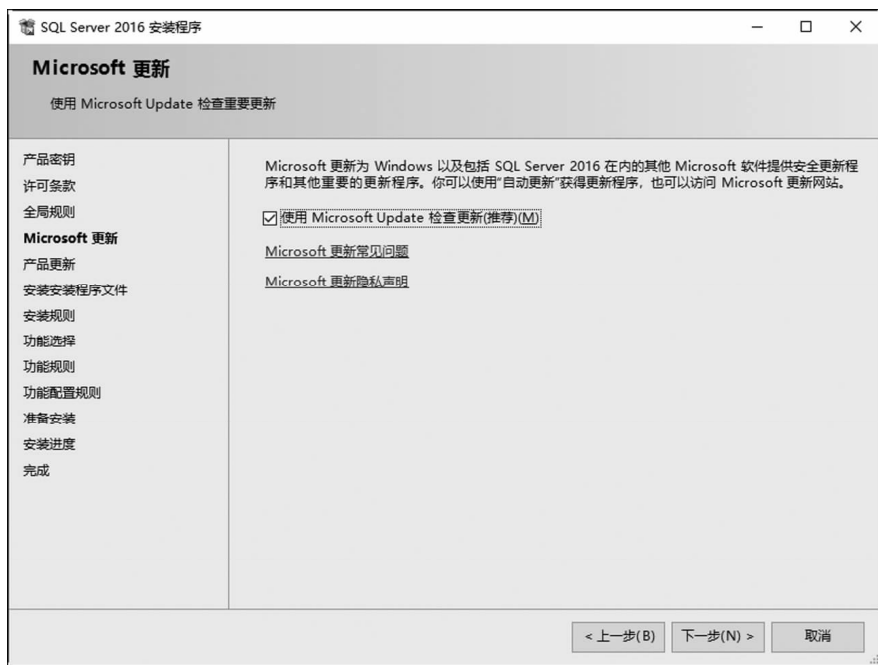 SQL Server 2016 安装程序
Microsoft 更新
使用 Microsoft Update 检查重要更新
产品密钥
许可条款
全局规则
Microsoft 更新
产品更新
安装安装程序文件
安装规则
功能选择
功能规则
功能配置规则
准备安装
安装进度
完成
Microsoft 更新为 Windows 以及包括 SQL Server 2016 在内的其他 Microsoft 软件提供安全更新程
序和其他重要的更新程序。你可以使用“自动更新”获得更新程序，也可以访问 Microsoft 更新网站。
使用 Microsoft Update 检查更新(推荐)(M)
Microsoft 更新常见问题
Microsoft 更新隐私声明
< 上一步(B)
下一步(N) >
取消